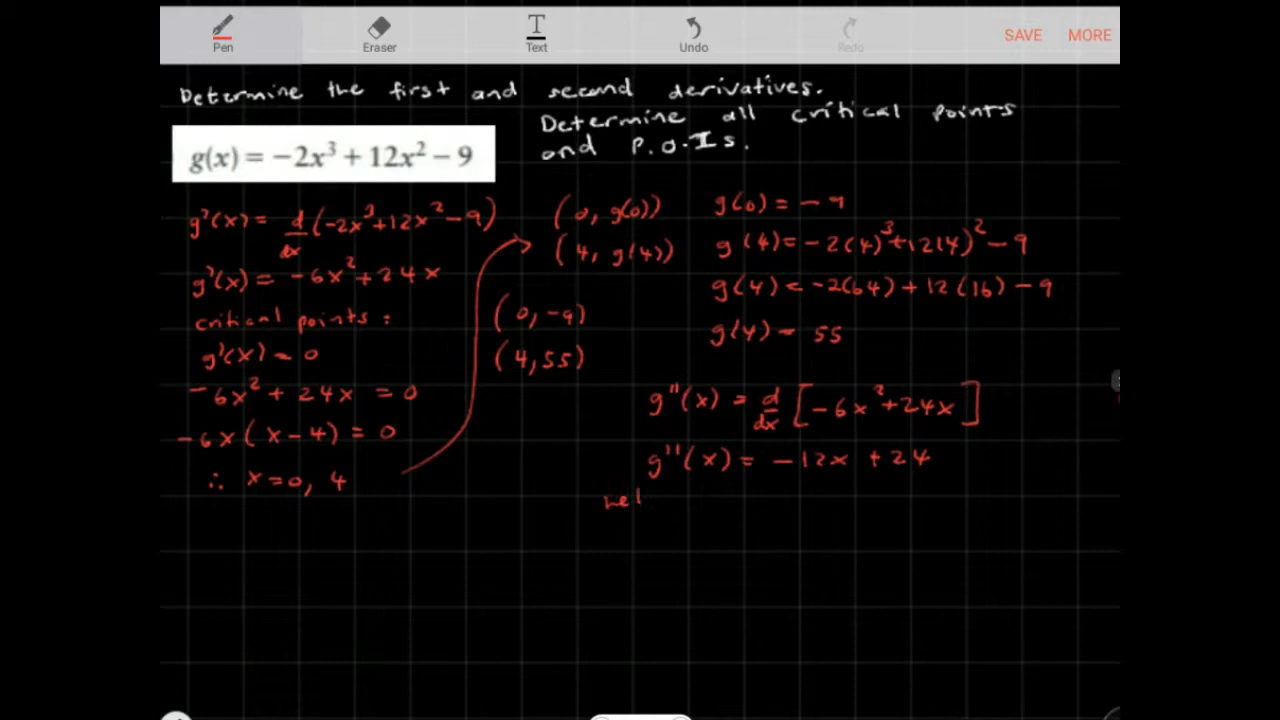 Pen Eraser Text Undo Redo SAVE MORE
Determine the first and second derivatives.
Determine all critical points
and P.O.Is.
g(x) = −2x³ + 12x² − 9
g'(x) = d/dx (-2x³+12x²-9)
g'(x) = -6x²+24x
critical points:
g'(x) = 0
-6x² + 24x = 0
-6x(x-4) = 0
∴ x=0, 4
(0, g(0))
(4, g(4))
(0, -9)
(4, 55)
g(0) = -9
g(4) = -2(4)³+12(4)² - 9
g(4) = -2(64) + 12(16) - 9
g(4) = 55
g''(x) = d/dx [-6x²+24x]
g''(x) = -12x + 24